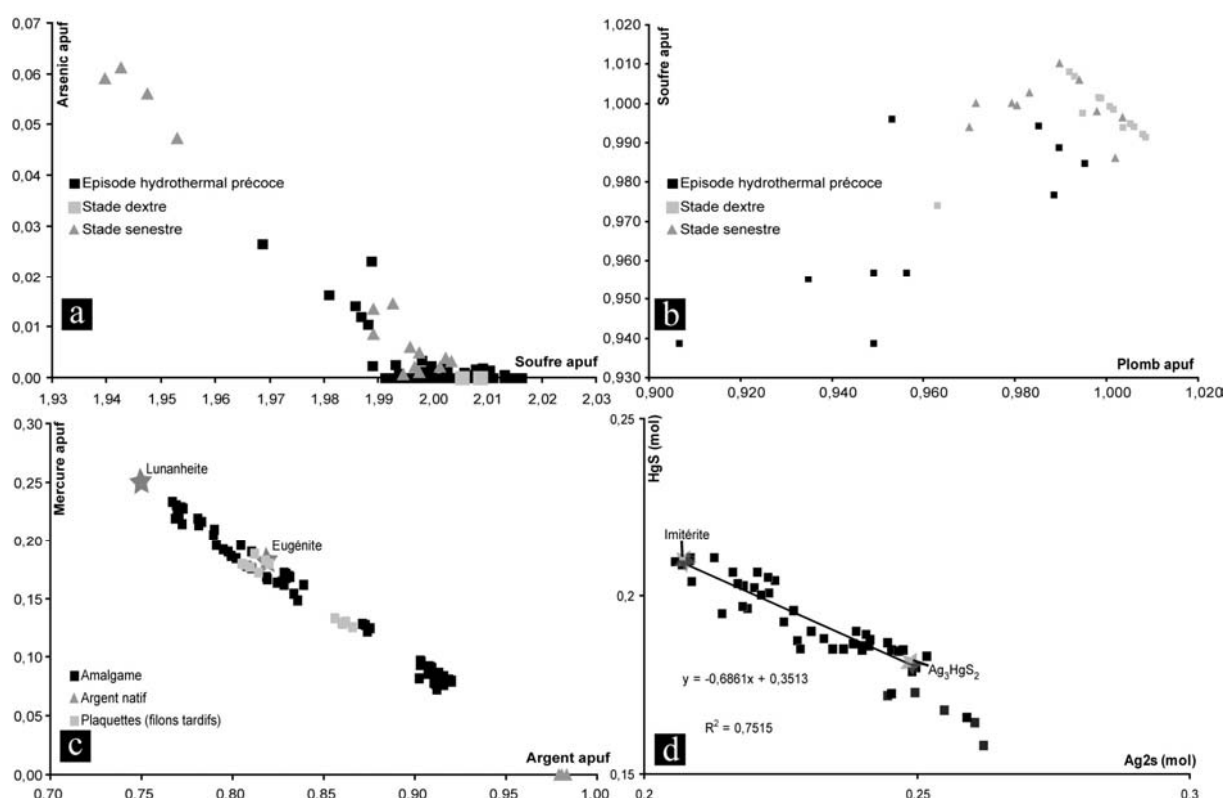 Arsenic apuf
0,07
0,06
0,05
0,04
0,03
0,02
0,01
0,00
Episode hydrothermal précoce
Stade dextre
Stade senestre
a
Soufre apuf
1,93 1,94 1,95 1,96 1,97 1,98 1,99 2,00 2,01 2,02 2,03
Soufre apuf
1,020
1,010
1,000
0,990
0,980
0,970
0,960
0,950
0,940
0,930
Episode hydrothermal précoce
Stade dextre
Stade senestre
b
Plomb apuf
0,900 0,920 0,940 0,960 0,980 1,000 1,020
Mercure apuf
0,30
0,25
0,20
0,15
0,10
0,05
0,00
Lunanheite
Eugénite
Amalgame
Argent natif
Plaquettes (filons tardifs)
c
Argent apuf
0,70 0,75 0,80 0,85 0,90 0,95 1,00
HgS (mol)
0,25
0,2
0,15
Imitérite
Ag3HgS2
y = -0,6861x + 0,3513
R² = 0,7515
d
Ag2s (mol)
0.2 0.25 0.3